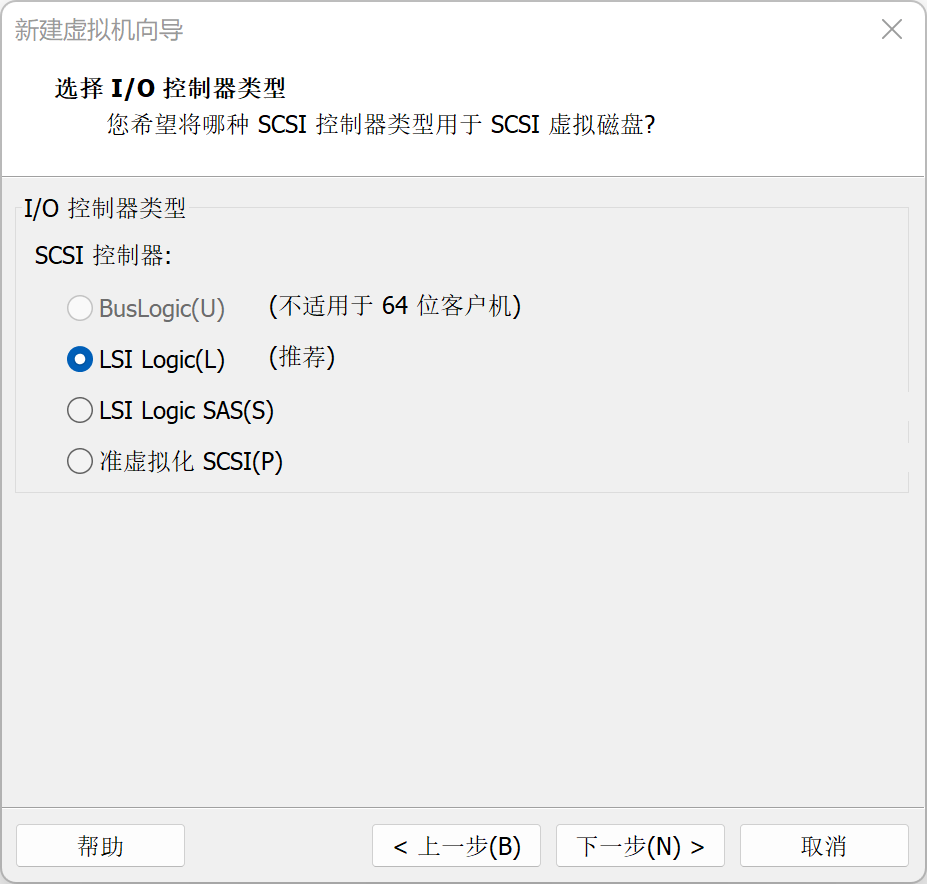 新建虚拟机向导
选择 I/O 控制器类型
您希望将哪种 SCSI 控制器类型用于 SCSI 虚拟磁盘?
I/O 控制器类型
SCSI 控制器:
BusLogic(U) (不适用于 64 位客户机)
LSI Logic(L) (推荐)
LSI Logic SAS(S)
准虚拟化 SCSI(P)
帮助 < 上一步(B) 下一步(N) > 取消